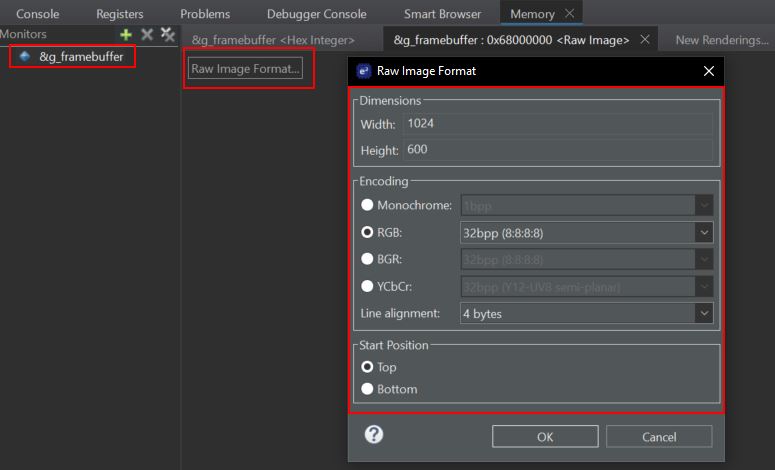 Console Registers Problems Debugger Console Smart Browser Memory
Monitors
&g_framebuffer <Hex Integer> &g_framebuffer : 0x68000000 <Raw Image> New Renderings...
&g_framebuffer
Raw Image Format...
e² Raw Image Format
Dimensions
Width: 1024
Height: 600
Encoding
Monochrome: 1bpp
RGB: 32bpp (8:8:8:8)
BGR: 32bpp (8:8:8:8)
YCbCr: 32bpp (Y12-UV8 semi-planar)
Line alignment: 4 bytes
Start Position
Top
Bottom
? OK Cancel